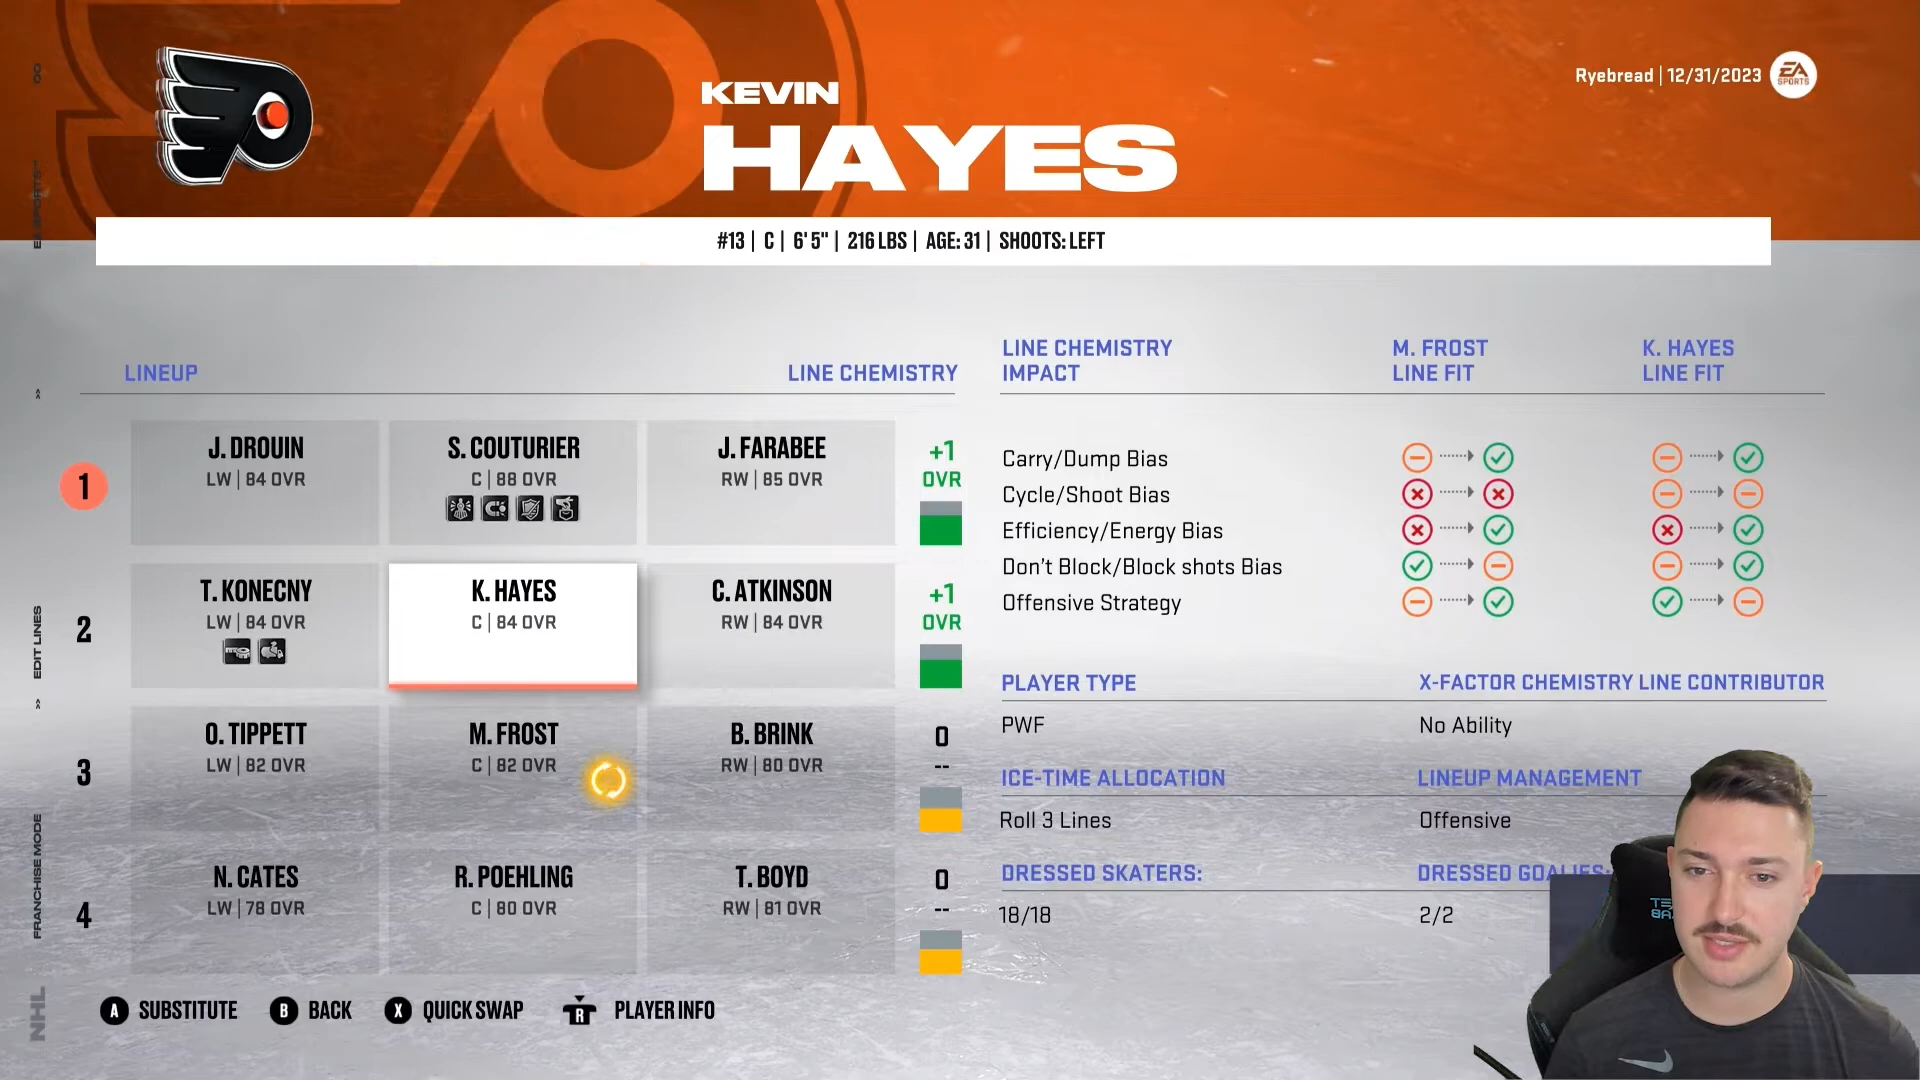 KEVIN
HAYES
Ryebread | 12/31/2023
EA SPORTS
#13 | C | 6' 5" | 216 LBS | AGE: 31 | SHOOTS: LEFT
LINEUP
LINE CHEMISTRY
1
J. DROUIN
LW | 84 OVR
S. COUTURIER
C | 88 OVR
J. FARABEE
RW | 85 OVR
+1
OVR
2
T. KONECNY
LW | 84 OVR
K. HAYES
C | 84 OVR
C. ATKINSON
RW | 84 OVR
+1
OVR
3
O. TIPPETT
LW | 82 OVR
M. FROST
C | 82 OVR
B. BRINK
RW | 80 OVR
0
--
4
N. CATES
LW | 78 OVR
R. POEHLING
C | 80 OVR
T. BOYD
RW | 81 OVR
0
--
LINE CHEMISTRY
IMPACT
M. FROST
LINE FIT
K. HAYES
LINE FIT
Carry/Dump Bias
Cycle/Shoot Bias
Efficiency/Energy Bias
Don't Block/Block shots Bias
Offensive Strategy
PLAYER TYPE
X-FACTOR CHEMISTRY LINE CONTRIBUTOR
PWF
No Ability
ICE-TIME ALLOCATION
LINEUP MANAGEMENT
Roll 3 Lines
Offensive
DRESSED SKATERS:
DRESSED GOALIES:
18/18
2/2
A SUBSTITUTE
B BACK
X QUICK SWAP
R PLAYER INFO
NHL
FRANCHISE MODE
>>
EDIT LINES
>>